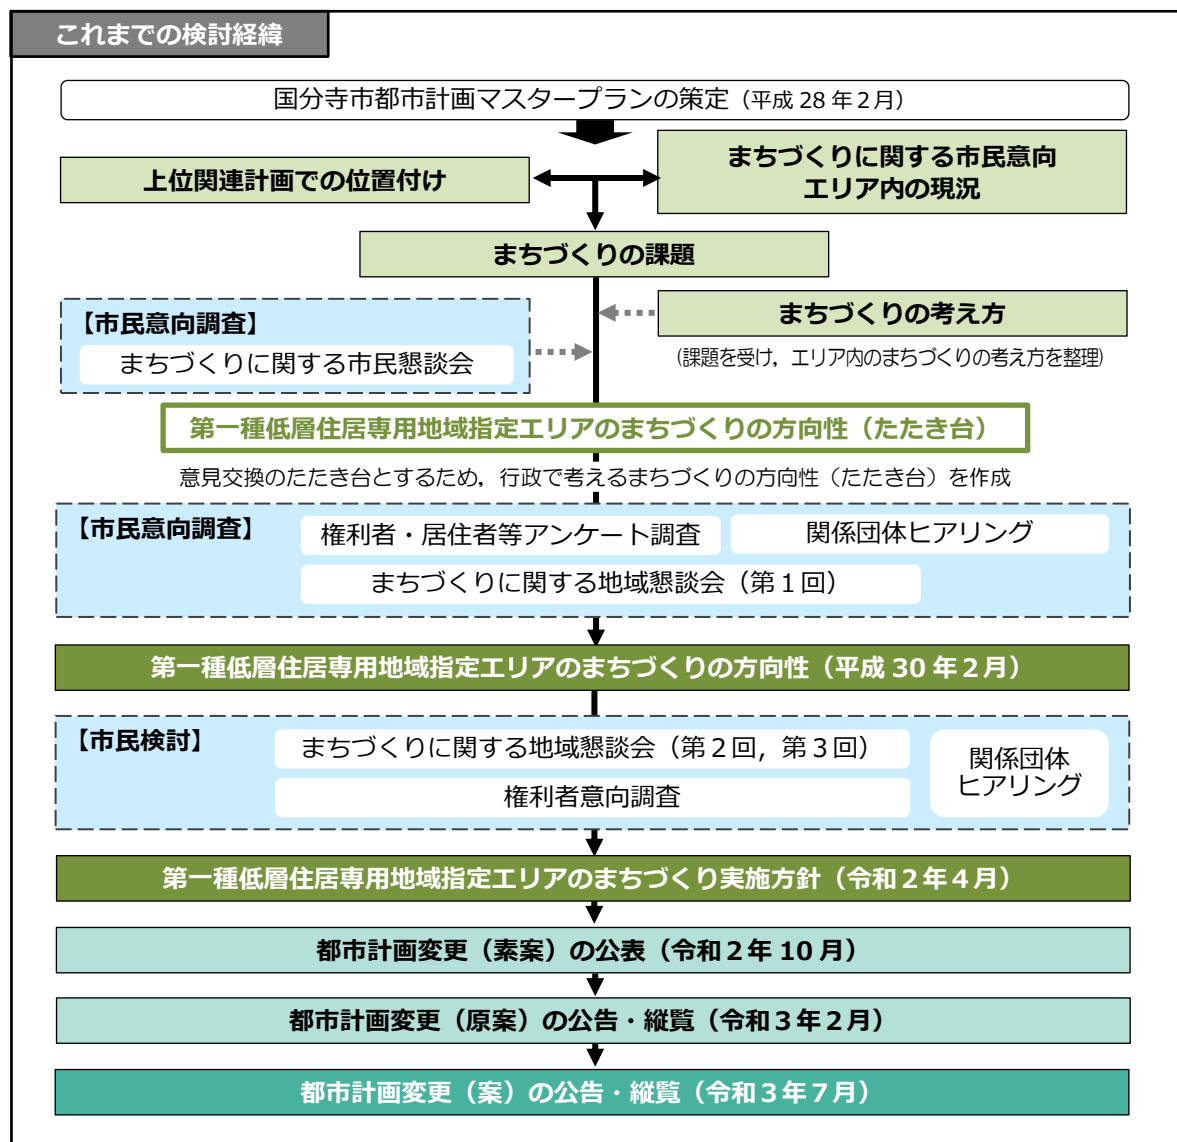 これまでの検討経緯
国分寺市都市計画マスタープランの策定（平成 28 年２月）
上位関連計画での位置付け
まちづくりに関する市民意向
エリア内の現況
まちづくりの課題
【市民意向調査】
まちづくりに関する市民懇談会
まちづくりの考え方
（課題を受け，エリア内のまちづくりの考え方を整理）
第一種低層住居専用地域指定エリアのまちづくりの方向性（たたき台）
意見交換のたたき台とするため，行政で考えるまちづくりの方向性（たたき台）を作成
【市民意向調査】
権利者・居住者等アンケート調査
関係団体ヒアリング
まちづくりに関する地域懇談会（第１回）
第一種低層住居専用地域指定エリアのまちづくりの方向性（平成 30 年２月）
【市民検討】
まちづくりに関する地域懇談会（第２回，第３回）
権利者意向調査
関係団体
ヒアリング
第一種低層住居専用地域指定エリアのまちづくり実施方針（令和２年４月）
都市計画変更（素案）の公表（令和２年 10 月）
都市計画変更（原案）の公告・縦覧（令和３年２月）
都市計画変更（案）の公告・縦覧（令和３年７月）